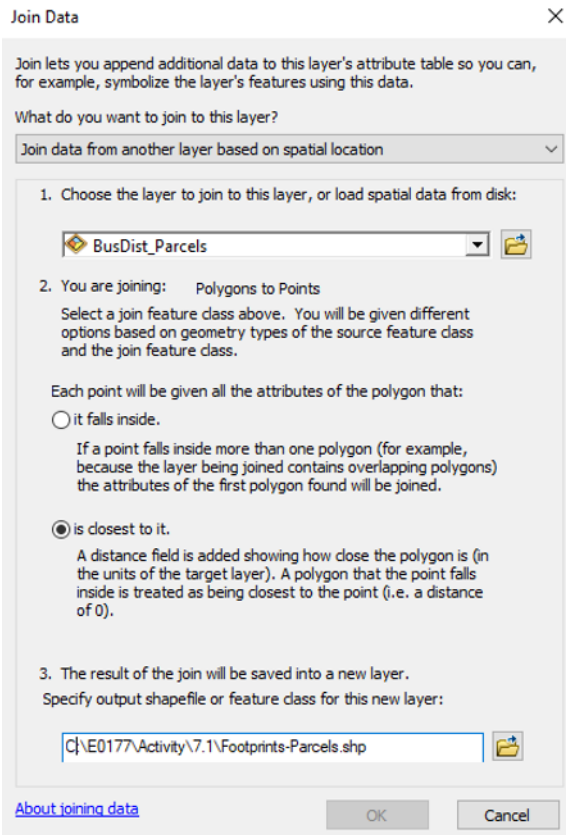 Join Data
Join lets you append additional data to this layer's attribute table so you can,
for example, symbolize the layer's features using this data.
What do you want to join to this layer?
Join data from another layer based on spatial location
1. Choose the layer to join to this layer, or load spatial data from disk:
BusDist_Parcels
2. You are joining: Polygons to Points
Select a join feature class above. You will be given different
options based on geometry types of the source feature class
and the join feature class.
Each point will be given all the attributes of the polygon that:
it falls inside.
If a point falls inside more than one polygon (for example,
because the layer being joined contains overlapping polygons)
the attributes of the first polygon found will be joined.
is closest to it.
A distance field is added showing how close the polygon is (in
the units of the target layer). A polygon that the point falls
inside is treated as being closest to the point (i.e. a distance
of 0).
3. The result of the join will be saved into a new layer.
Specify output shapefile or feature class for this new layer:
C:\E0177\Activity\7.1\Footprints-Parcels.shp
About joining data
OK
Cancel